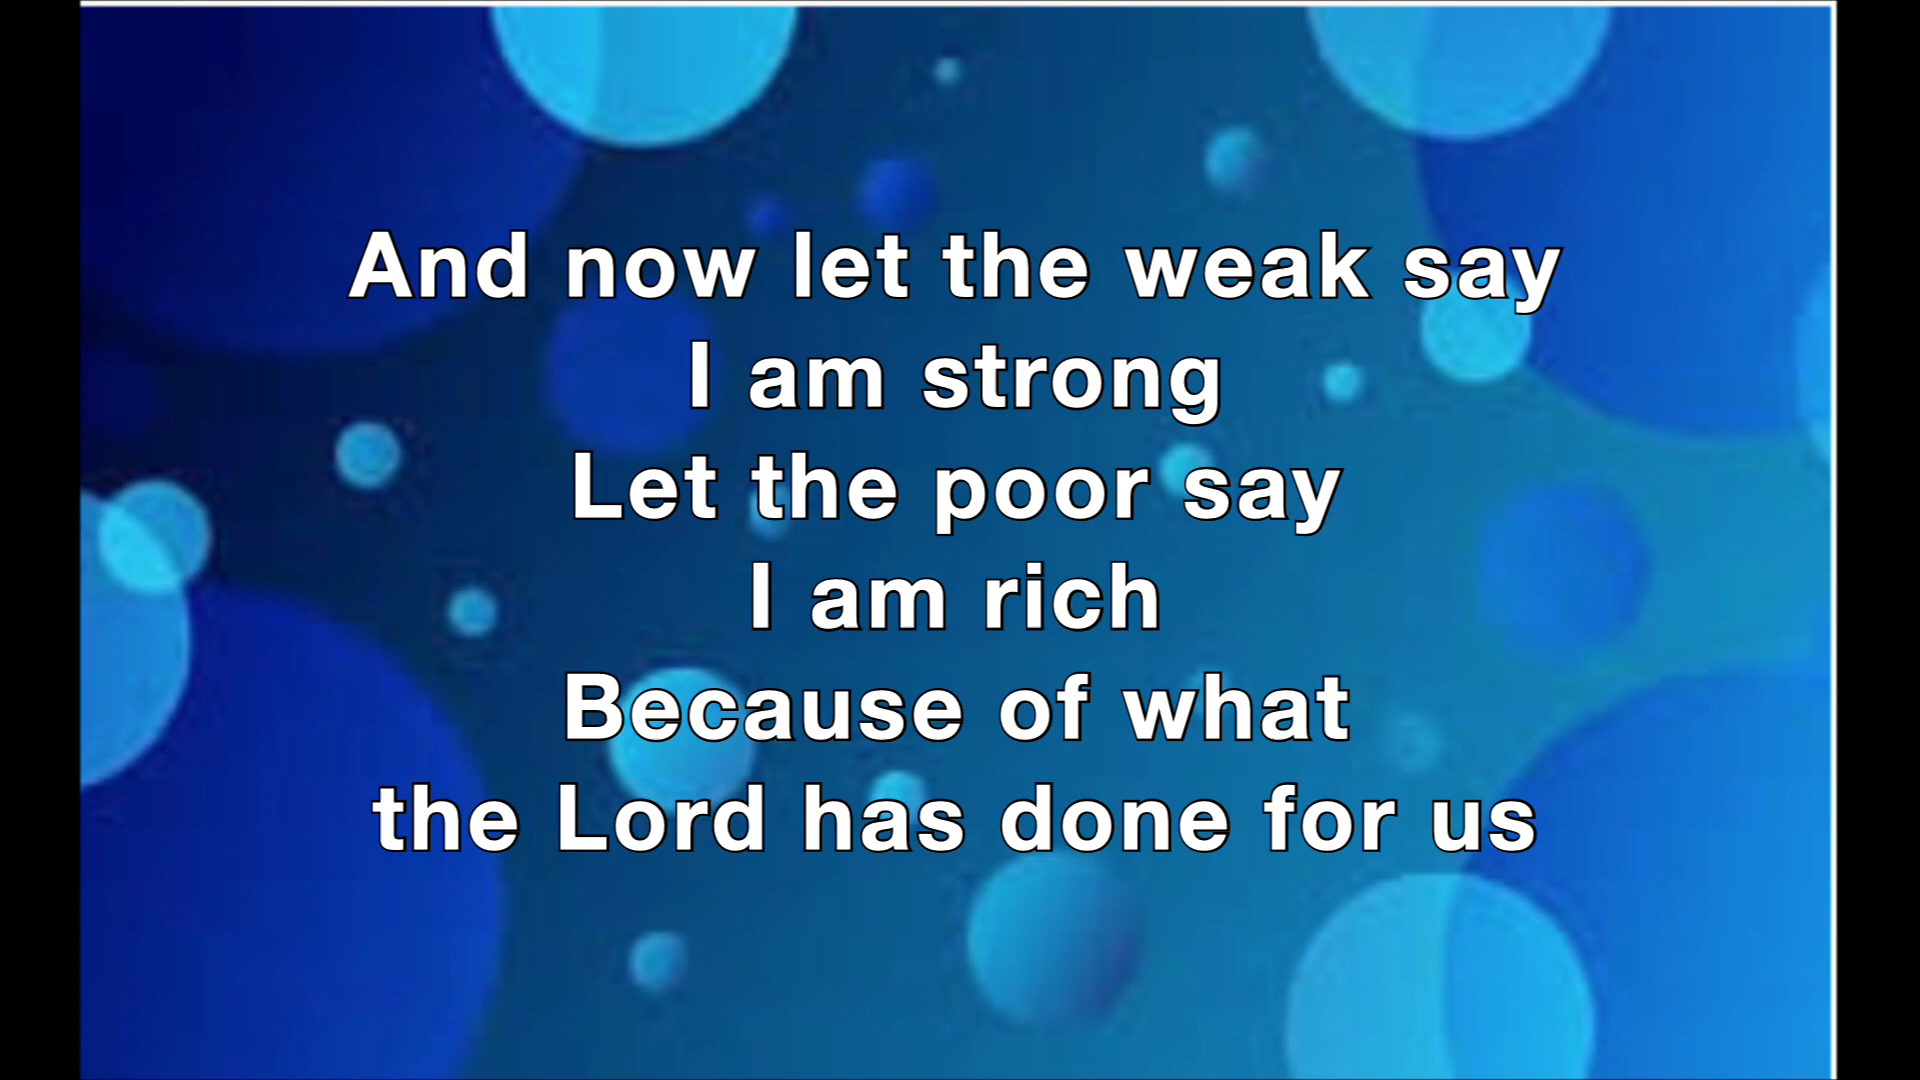 And now let the weak say
I am strong
Let the poor say
I am rich
Because of what
the Lord has done for us